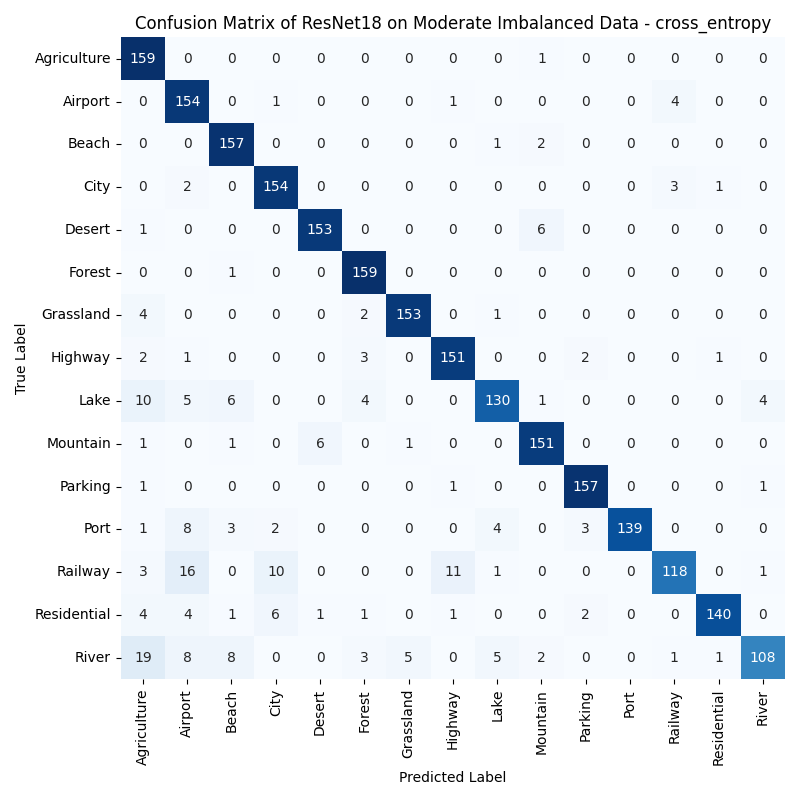 Confusion Matrix of ResNet18 on Moderate Imbalanced Data - cross_entropy
True Label
Agriculture 159 0 0 0 0 0 0 0 0 1 0 0 0 0 0
Airport 0 154 0 1 0 0 0 1 0 0 0 0 4 0 0
Beach 0 0 157 0 0 0 0 0 1 2 0 0 0 0 0
City 0 2 0 154 0 0 0 0 0 0 0 0 3 1 0
Desert 1 0 0 0 153 0 0 0 0 6 0 0 0 0 0
Forest 0 0 1 0 0 159 0 0 0 0 0 0 0 0 0
Grassland 4 0 0 0 0 2 153 0 1 0 0 0 0 0 0
Highway 2 1 0 0 0 3 0 151 0 0 2 0 0 1 0
Lake 10 5 6 0 0 4 0 0 130 1 0 0 0 0 4
Mountain 1 0 1 0 6 0 1 0 0 151 0 0 0 0 0
Parking 1 0 0 0 0 0 0 1 0 0 157 0 0 0 1
Port 1 8 3 2 0 0 0 0 4 0 3 139 0 0 0
Railway 3 16 0 10 0 0 0 11 1 0 0 0 118 0 1
Residential 4 4 1 6 1 1 0 1 0 0 2 0 0 140 0
River 19 8 8 0 0 3 5 0 5 2 0 0 1 1 108
Agriculture Airport Beach City Desert Forest Grassland Highway Lake Mountain Parking Port Railway Residential River
Predicted Label